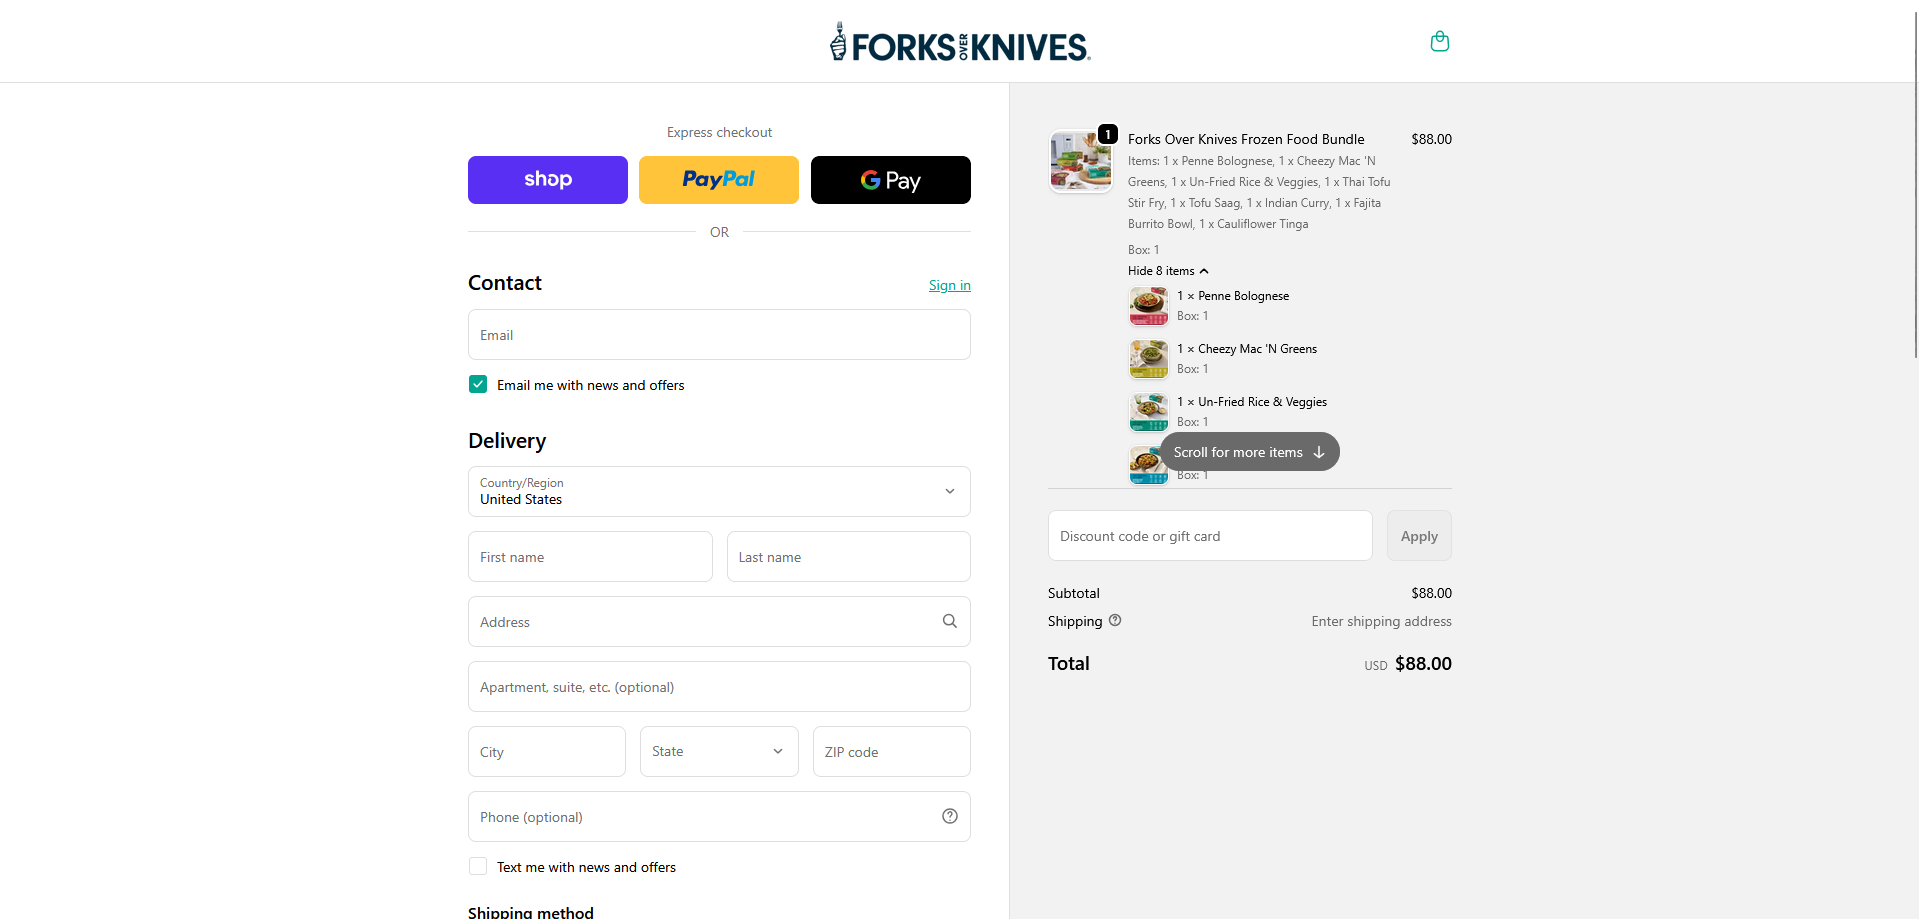 FORKS OVER KNIVES
Express checkout
shop
PayPal
G Pay
OR
Contact
Sign in
Email
Email me with news and offers
Delivery
Country/Region
United States
First name
Last name
Address
Apartment, suite, etc. (optional)
City
State
ZIP code
Phone (optional)
Text me with news and offers
Shipping method
1
Forks Over Knives Frozen Food Bundle
$88.00
Items: 1 x Penne Bolognese, 1 x Cheezy Mac 'N
Greens, 1 x Un-Fried Rice & Veggies, 1 x Thai Tofu
Stir Fry, 1 x Tofu Saag, 1 x Indian Curry, 1 x Fajita
Burrito Bowl, 1 x Cauliflower Tinga
Box: 1
Hide 8 items
1 × Penne Bolognese
Box: 1
1 × Cheezy Mac 'N Greens
Box: 1
1 × Un-Fried Rice & Veggies
Box: 1
Scroll for more items
Box: 1
Discount code or gift card
Apply
Subtotal
$88.00
Shipping
Enter shipping address
Total
USD $88.00